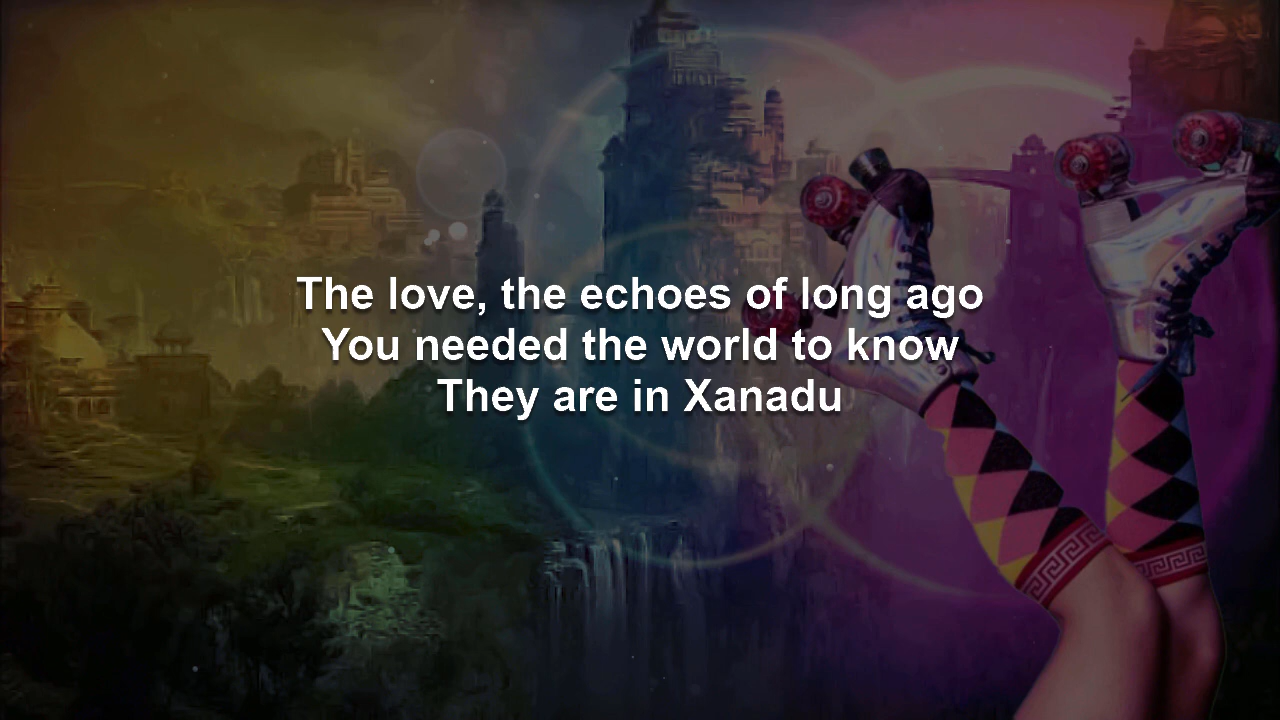 The love, the echoes of long ago
You needed the world to know
They are in Xanadu